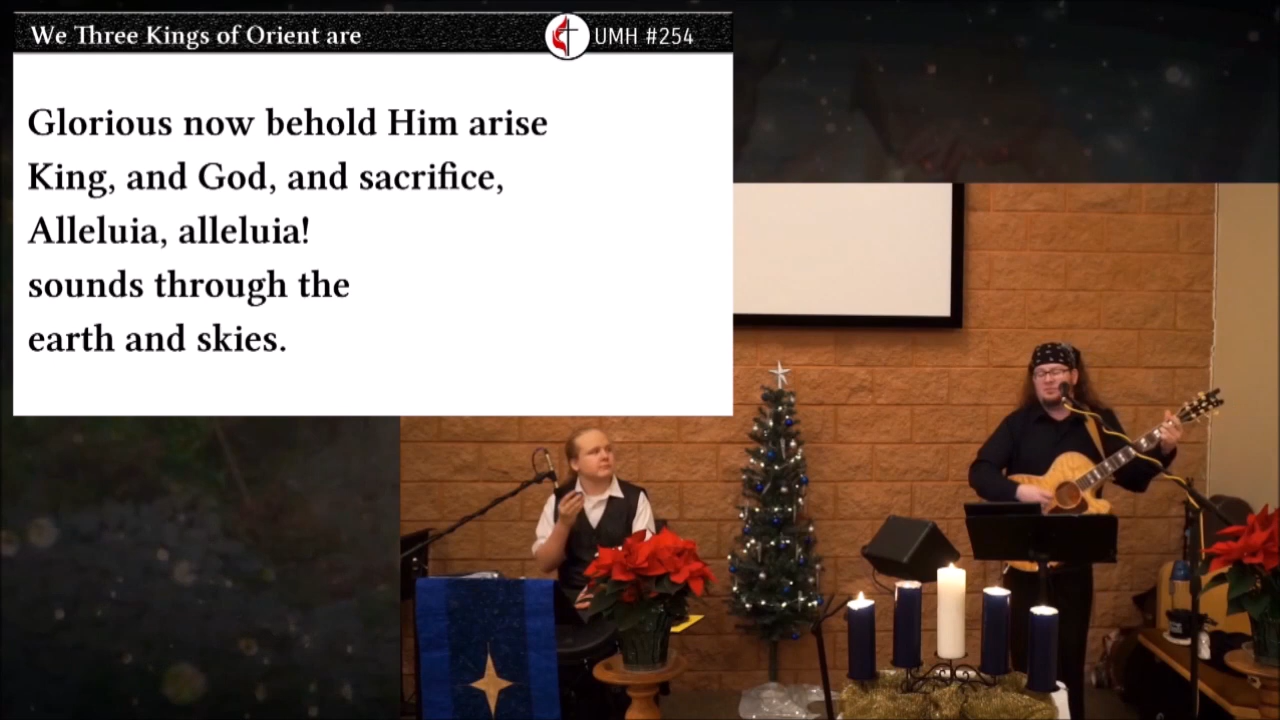 We Three Kings of Orient are
UMH #254
Glorious now behold Him arise
King, and God, and sacrifice,
Alleluia, alleluia!
sounds through the
earth and skies.